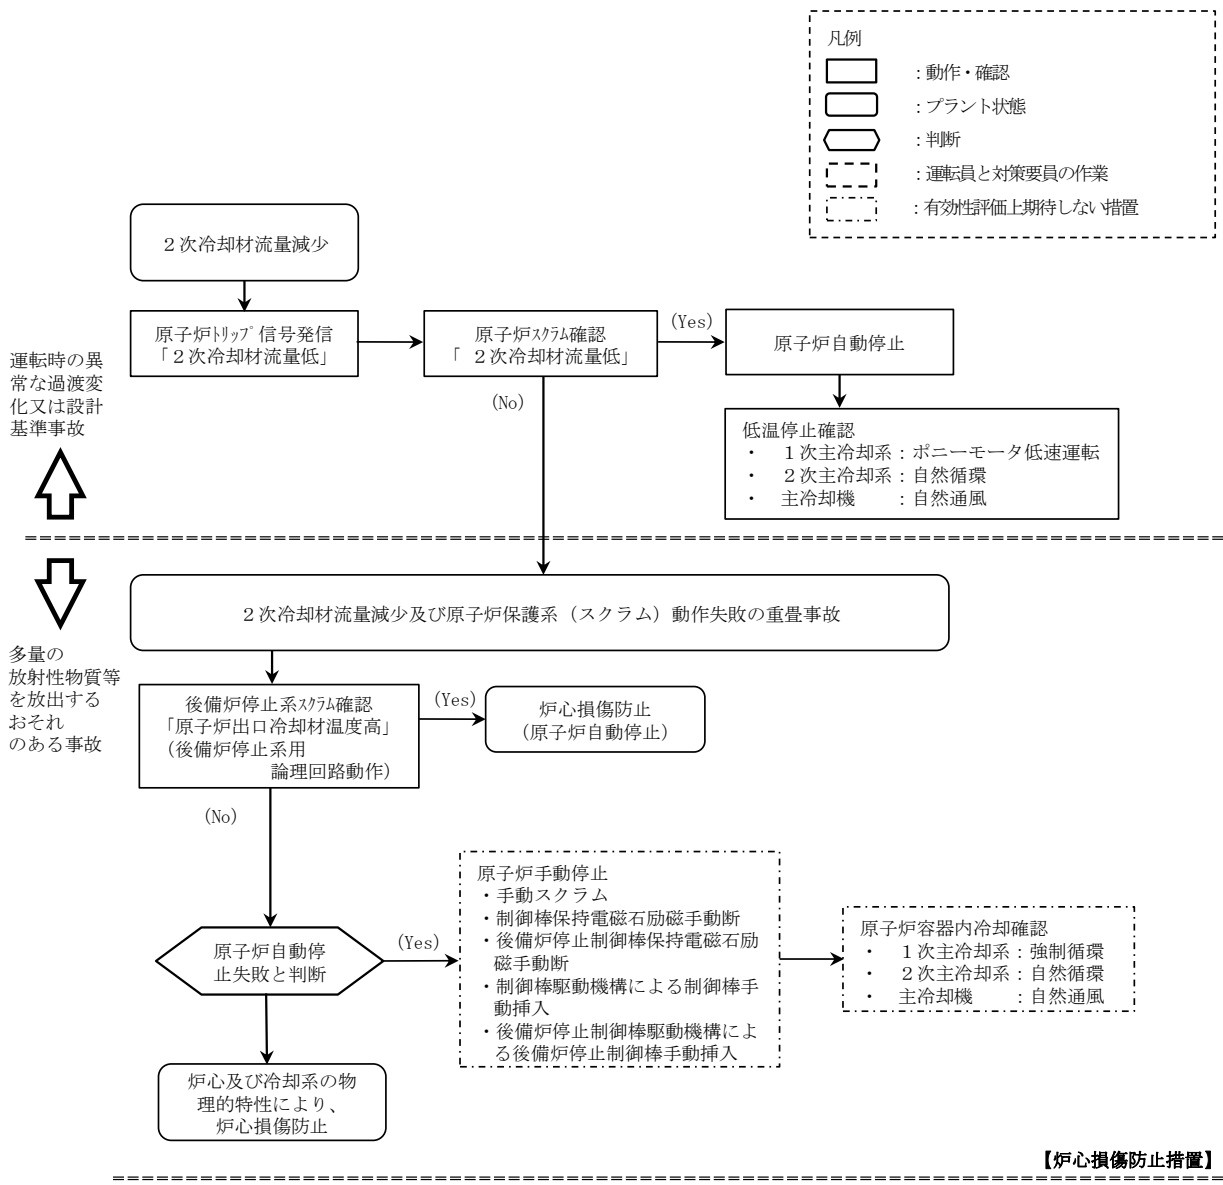 凡例
：動作・確認
：プラント状態
：判断
：運転員と対策要員の作業
：有効性評価上期待しない措置
２次冷却材流量減少
原子炉ﾄﾘｯﾌﾟ信号発信
「２次冷却材流量低」
原子炉ｽｸﾗﾑ確認
「 ２次冷却材流量低」
(Yes)
原子炉自動停止
(No)
運転時の異
常な過渡変
化又は設計
基準事故
低温停止確認
・ １次主冷却系：ポニーモータ低速運転
・ ２次主冷却系：自然循環
・ 主冷却機 ：自然通風
２次冷却材流量減少及び原子炉保護系（スクラム）動作失敗の重畳事故
多量の
放射性物質等
を放出する
おそれ
のある事故
後備炉停止系ｽｸﾗﾑ確認
「原子炉出口冷却材温度高」
（後備炉停止系用
論理回路動作）
(Yes)
炉心損傷防止
（原子炉自動停止）
(No)
原子炉自動停
止失敗と判断
(Yes)
原子炉手動停止
・手動スクラム
・制御棒保持電磁石励磁手動断
・後備炉停止制御棒保持電磁石励
磁手動断
・制御棒駆動機構による制御棒手
動挿入
・後備炉停止制御棒駆動機構によ
る後備炉停止制御棒手動挿入
原子炉容器内冷却確認
・ １次主冷却系：強制循環
・ ２次主冷却系：自然循環
・ 主冷却機 ：自然通風
炉心及び冷却系の物
理的特性により、
炉心損傷防止
【炉心損傷防止措置】